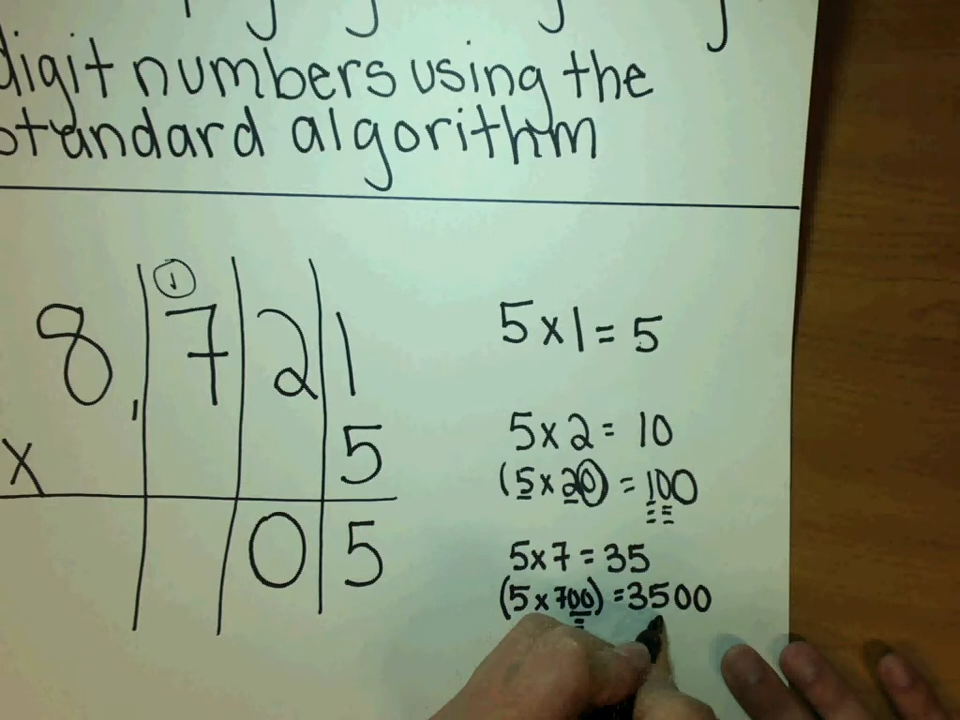 digit numbers using the
standard algorithm
1
8,721
x 5
05
5x1=5
5x2=10
(5x20)=100
5x7=35
(5x700)=3500